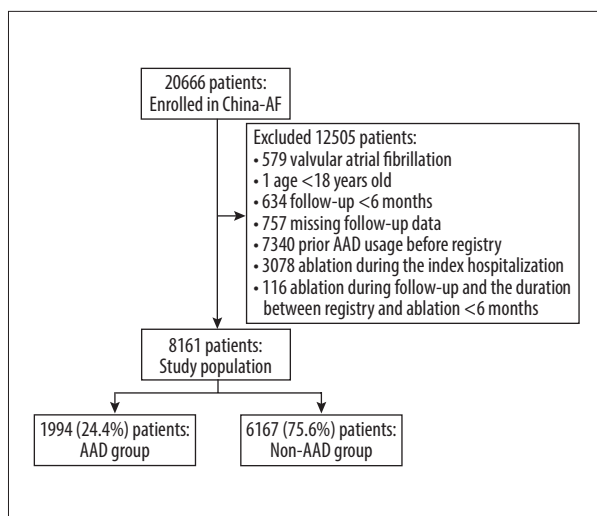 20666 patients:
Enrolled in China-AF
Excluded 12505 patients:
• 579 valvular atrial fibrillation
• 1 age <18 years old
• 634 follow-up <6 months
• 757 missing follow-up data
• 7340 prior AAD usage before registry
• 3078 ablation during the index hospitalization
• 116 ablation during follow-up and the duration
between registry and ablation <6 months
8161 patients:
Study population
1994 (24.4%) patients:
AAD group
6167 (75.6%) patients:
Non-AAD group